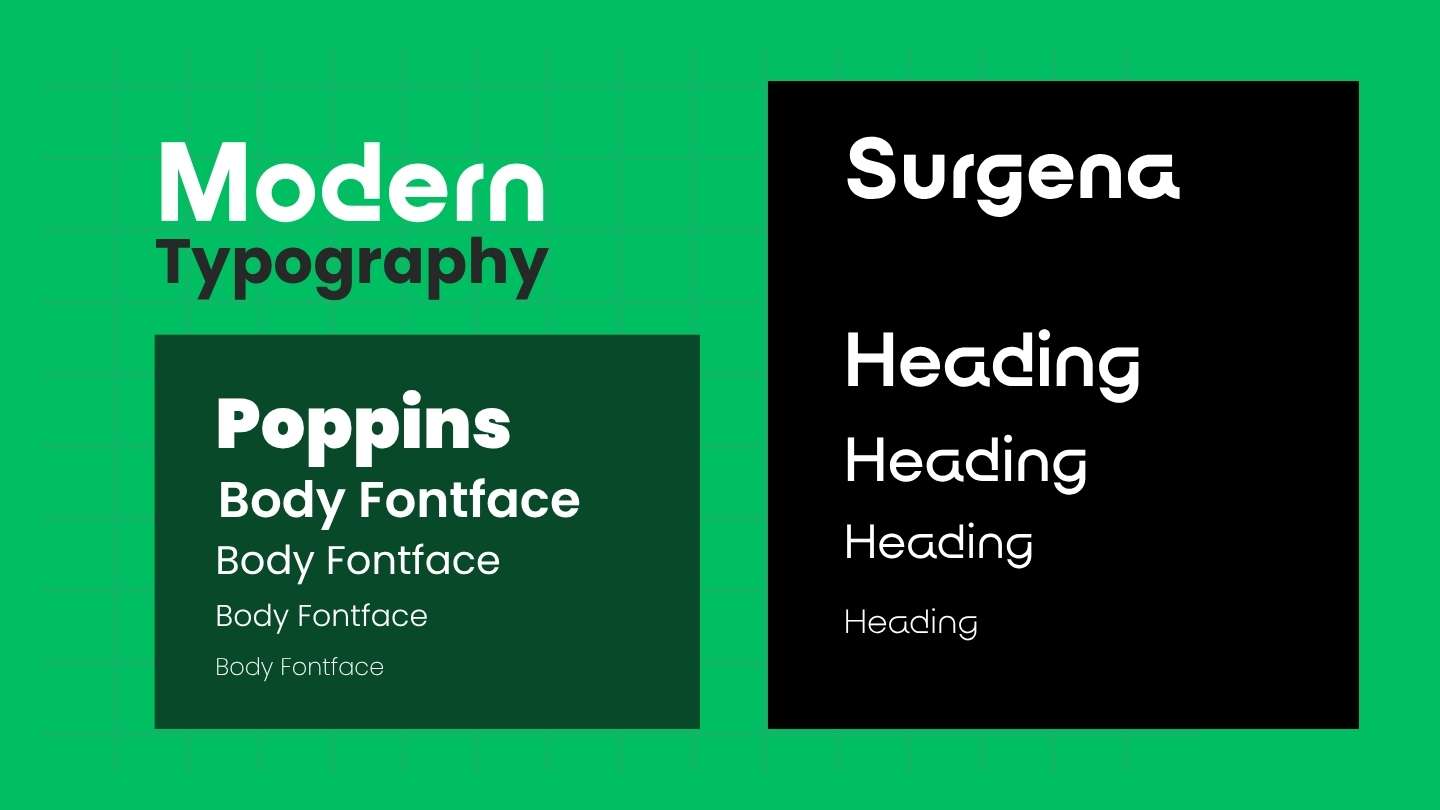 Modern
Typography
Poppins
Body Fontface
Body Fontface
Body Fontface
Body Fontface
Surgena
Heading
Heading
Heading
Heading